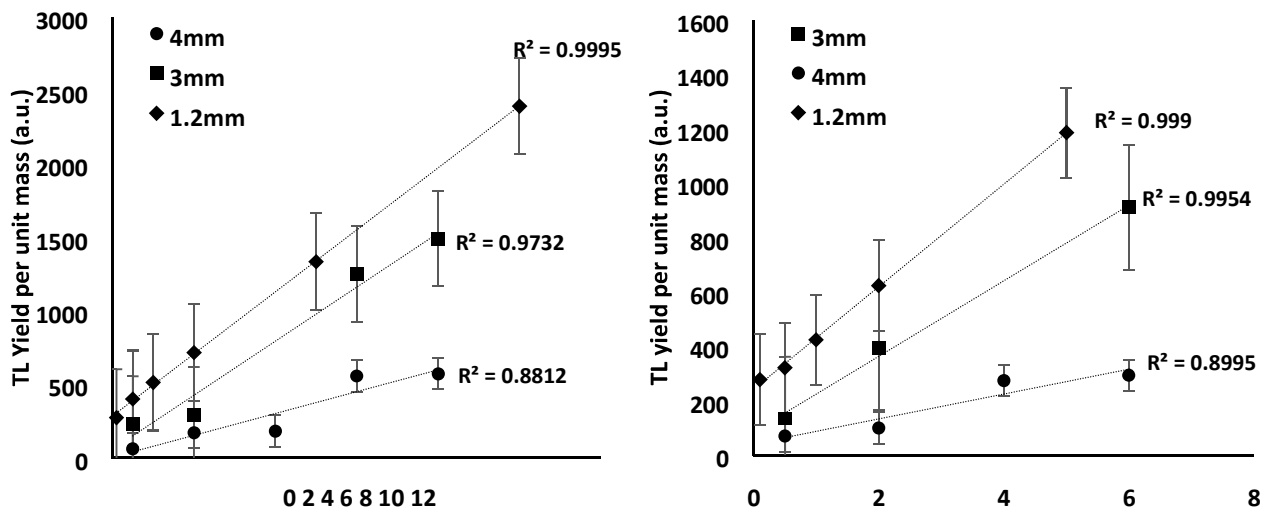 TL Yield per unit mass (a.u.)
3000
2500
2000
1500
1000
500
0
4mm
3mm
1.2mm
R² = 0.9995
R² = 0.9732
R² = 0.8812
0 2 4 6 8 10 12
TL yield per unit mass (a.u.)
1600
1400
1200
1000
800
600
400
200
0
3mm
4mm
1.2mm
R² = 0.999
R² = 0.9954
R² = 0.8995
0 2 4 6 8